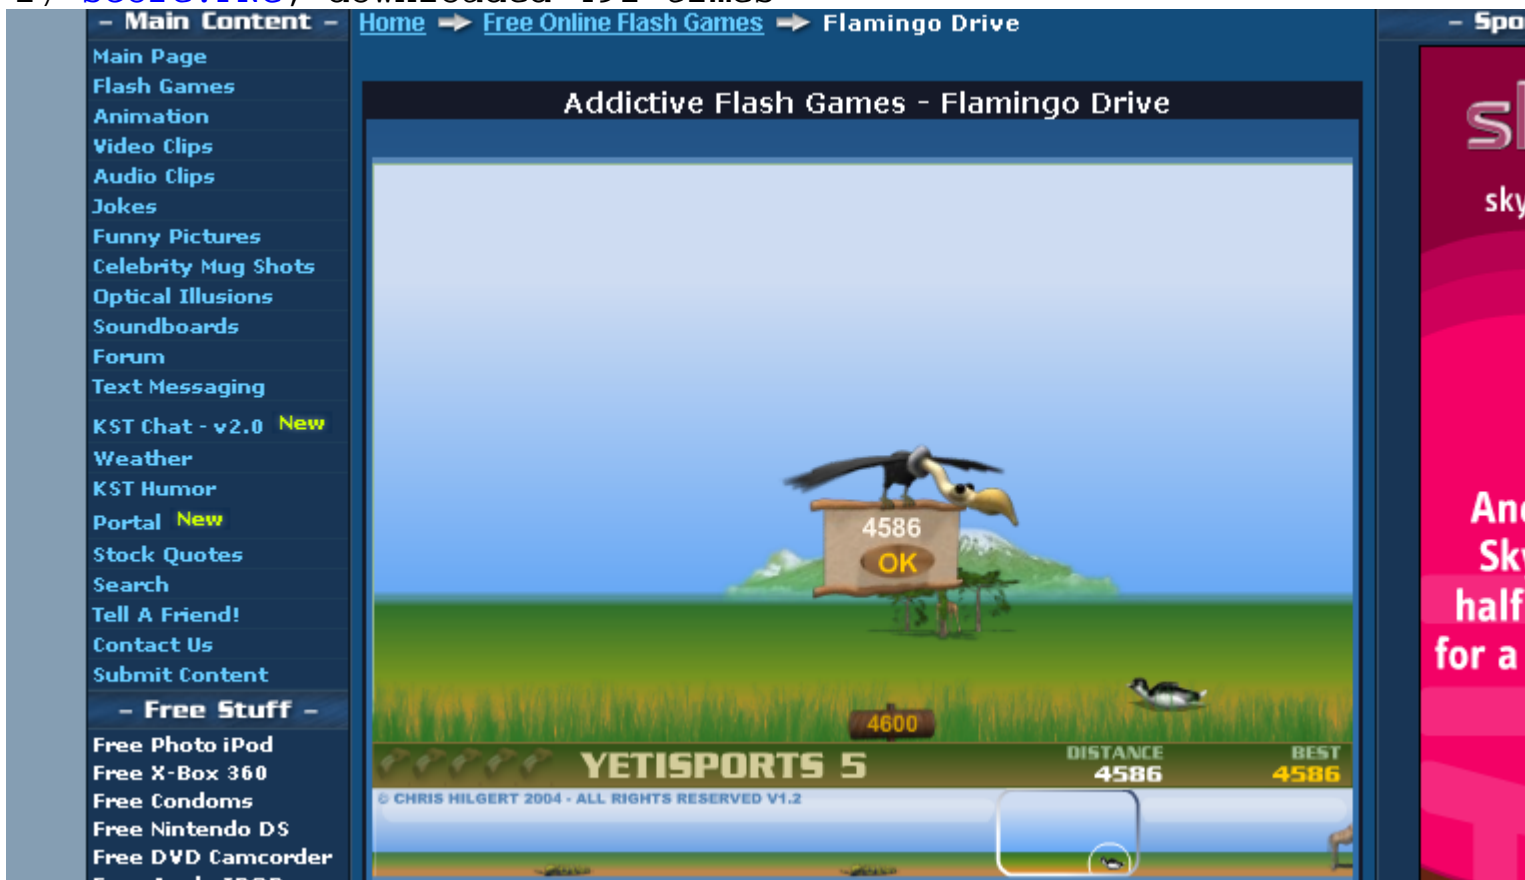 - Main Content -
Main Page
Flash Games
Animation
Video Clips
Audio Clips
Jokes
Funny Pictures
Celebrity Mug Shots
Optical Illusions
Soundboards
Forum
Text Messaging
KST Chat - v2.0 New
Weather
KST Humor
Portal New
Stock Quotes
Search
Tell A Friend!
Contact Us
Submit Content
- Free Stuff -
Free Photo iPod
Free X-Box 360
Free Condoms
Free Nintendo DS
Free DVD Camcorder
Home Free Online Flash Games Flamingo Drive
Addictive Flash Games - Flamingo Drive
4586
OK
4600
YETISPORTS 5
DISTANCE
4586
BEST
4586
© CHRIS HILGERT 2004 - ALL RIGHTS RESERVED V1.2
- Spo
sky
Sk
half
for a